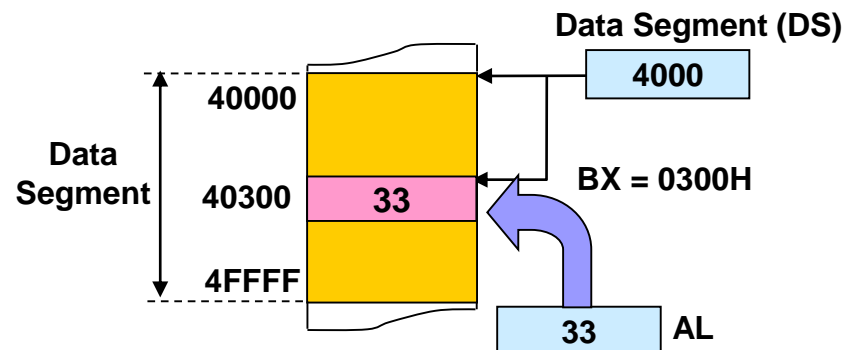 Data Segment (DS)
4000
40000
Data
Segment
BX = 0300H
40300
33
4FFFF
33
AL